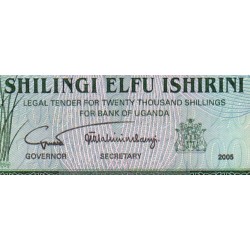 SHILINGI ELFU ISHIRINI
LEGAL TENDER FOR TWENTY THOUSAND SHILLINGS
FOR BANK OF UGANDA
GOVERNOR SECRETARY 2005